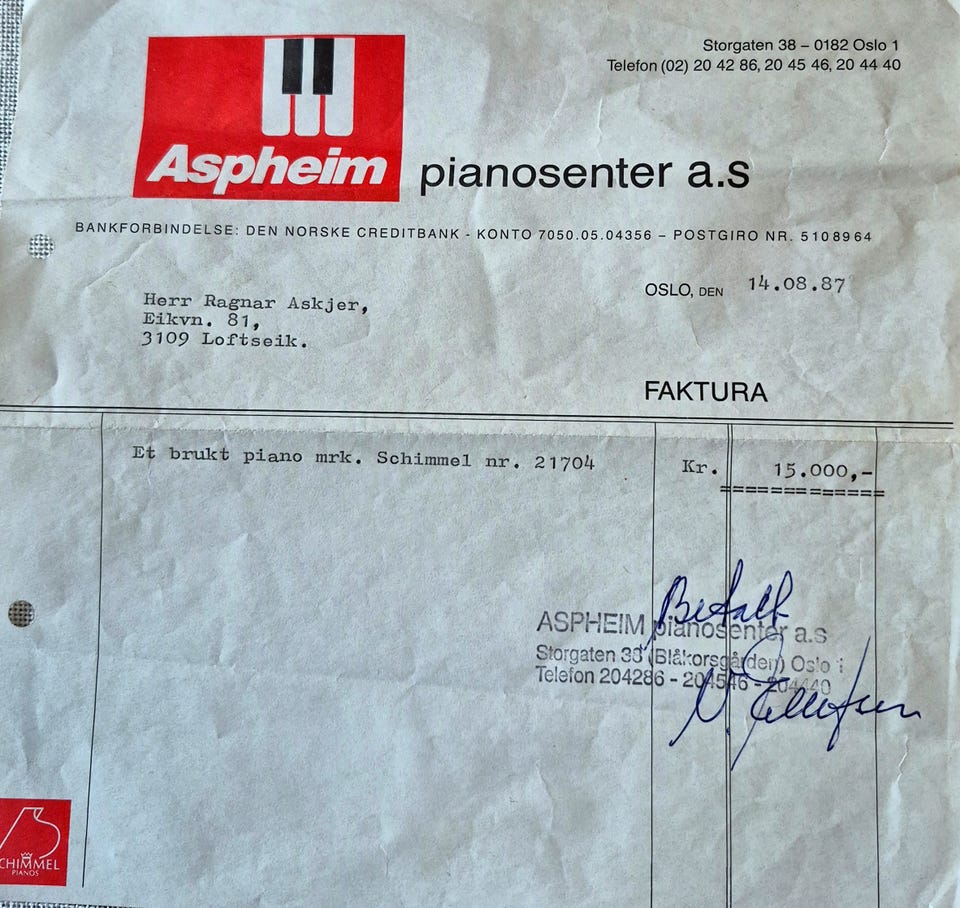 Storgaten 38 – 0182 Oslo 1
Telefon (02) 20 42 86, 20 45 46, 20 44 40
Aspheim pianosenter a.s
BANKFORBINDELSE: DEN NORSKE CREDITBANK - KONTO 7050.05.04356 – POSTGIRO NR. 5108964
OSLO, DEN 14.08.87
Herr Ragnar Askjer,
Eikvn. 81,
3109 Loftseik.
FAKTURA
Et brukt piano mrk. Schimmel nr. 21704 Kr. 15.000,-
Betalt
ASPHEIM pianosenter a.s
Storgaten 38 (Blåkorsgården) Oslo 1
Telefon 204286 - 204546 - 204440
CHIMMEL
PIANOS